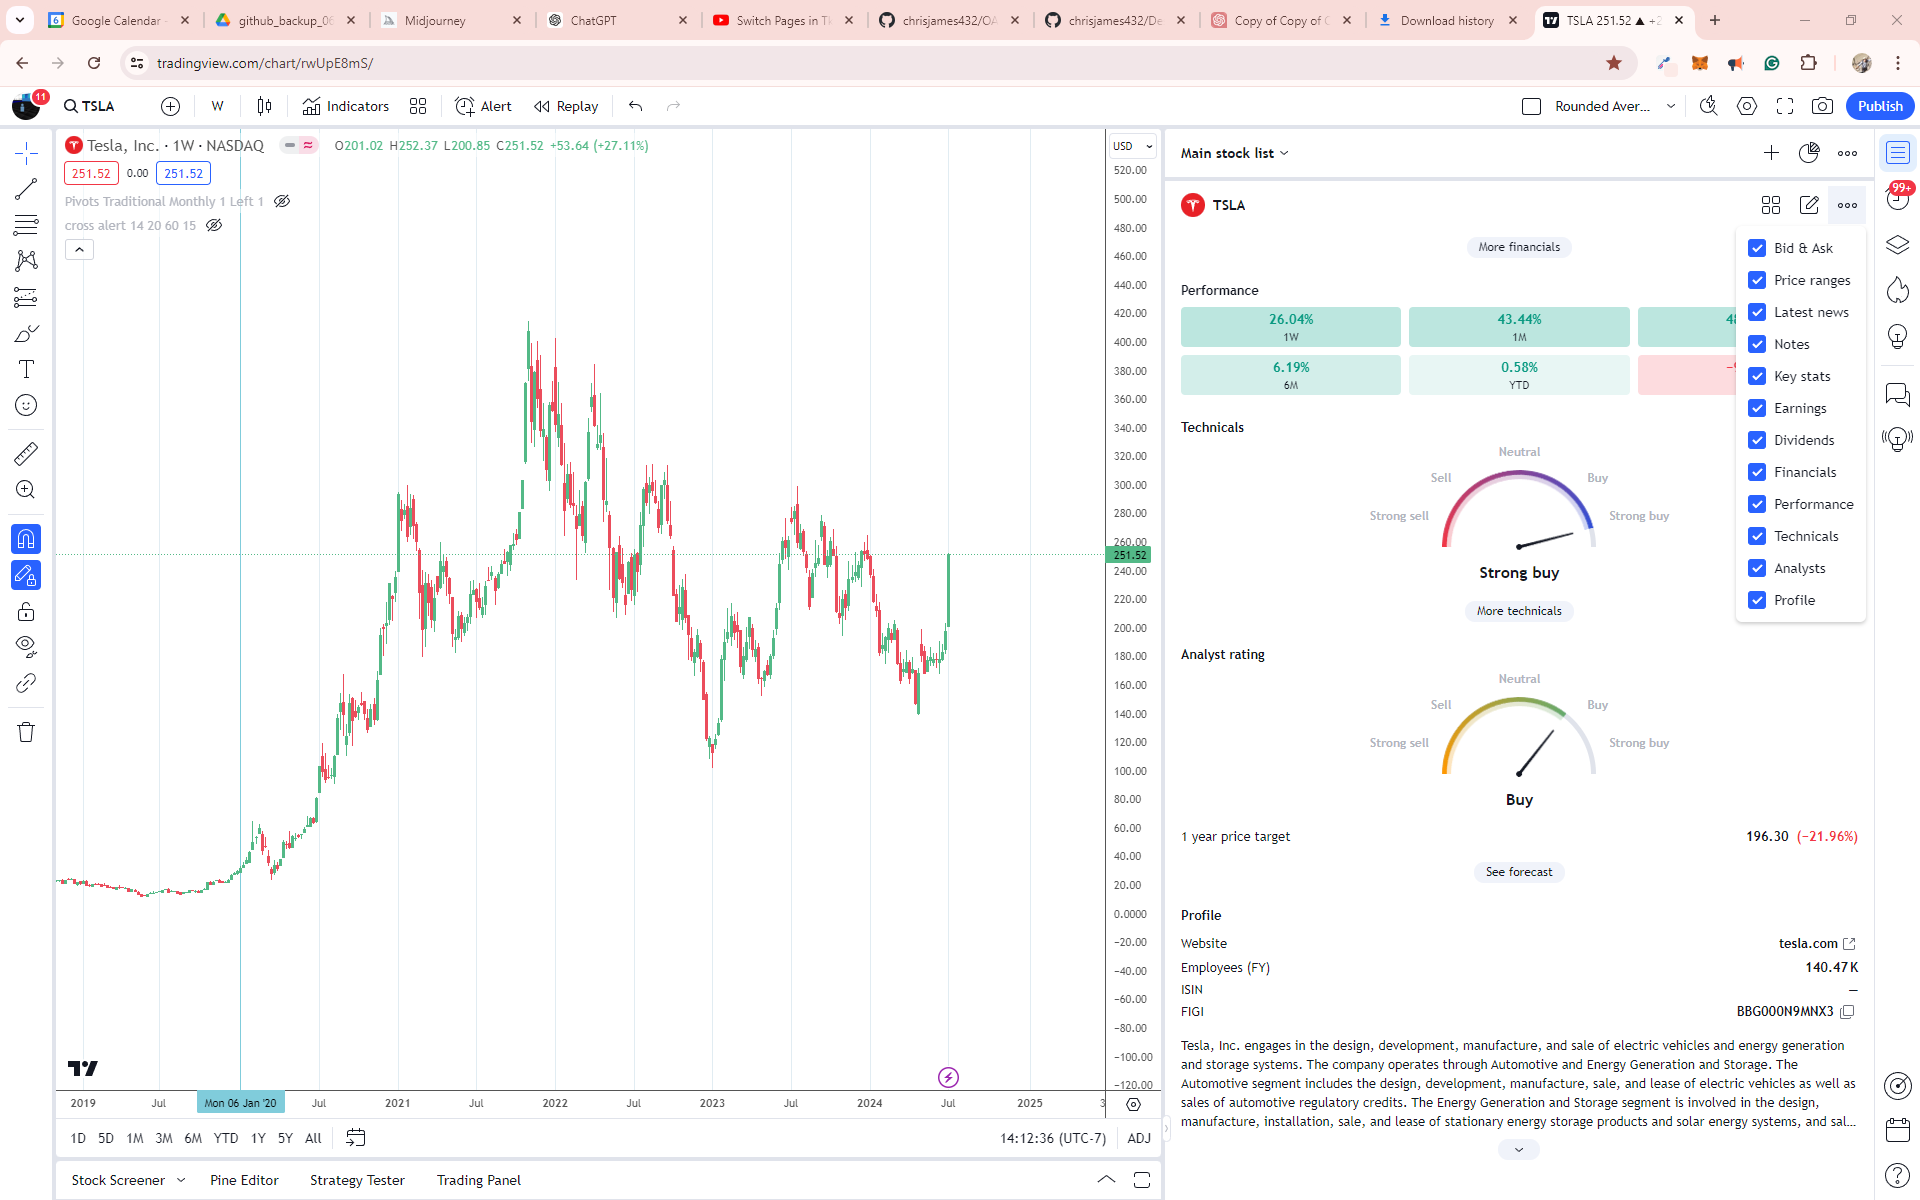 Google Calendar -
github_backup_06
Midjourney
ChatGPT
Switch Pages in Tk
chrisjames432/OA
chrisjames432/De
Copy of Copy of C
Download history
TSLA 251.52 ▲ +2
tradingview.com/chart/rwUpE8mS/
11
TSLA
W
Indicators
Alert
Replay
Rounded Aver...
Publish
Tesla, Inc. · 1W · NASDAQ
O201.02 H252.37 L200.85 C251.52 +53.64 (+27.11%)
251.52
0.00
251.52
Pivots Traditional Monthly 1 Left 1
cross alert 14 20 60 15
USD
520.00
500.00
480.00
460.00
440.00
420.00
400.00
380.00
360.00
340.00
320.00
300.00
280.00
260.00
251.52
240.00
220.00
200.00
180.00
160.00
140.00
120.00
100.00
80.00
60.00
40.00
20.00
0.0000
−20.00
−40.00
−60.00
−80.00
−100.00
−120.00
2019
Jul
Mon 06 Jan '20
Jul
2021
Jul
2022
Jul
2023
Jul
2024
Jul
2025
3
1D
5D
1M
3M
6M
YTD
1Y
5Y
All
14:12:36 (UTC-7)
ADJ
Stock Screener
Pine Editor
Strategy Tester
Trading Panel
Main stock list
TSLA
More financials
Performance
26.04%
1W
43.44%
1M
6.19%
6M
0.58%
YTD
Technicals
Neutral
Sell
Buy
Strong sell
Strong buy
Strong buy
More technicals
Analyst rating
Neutral
Sell
Buy
Strong sell
Strong buy
Buy
1 year price target
196.30 (−21.96%)
See forecast
Profile
Website
tesla.com
Employees (FY)
140.47K
ISIN
—
FIGI
BBG000N9MNX3
Tesla, Inc. engages in the design, development, manufacture, and sale of electric vehicles and energy generation
and storage systems. The company operates through Automotive and Energy Generation and Storage. The
Automotive segment includes the design, development, manufacture, sale, and lease of electric vehicles as well as
sales of automotive regulatory credits. The Energy Generation and Storage segment is involved in the design,
manufacture, installation, sale, and lease of stationary energy storage products and solar energy systems, and sal...
Bid & Ask
Price ranges
Latest news
Notes
Key stats
Earnings
Dividends
Financials
Performance
Technicals
Analysts
Profile
99+